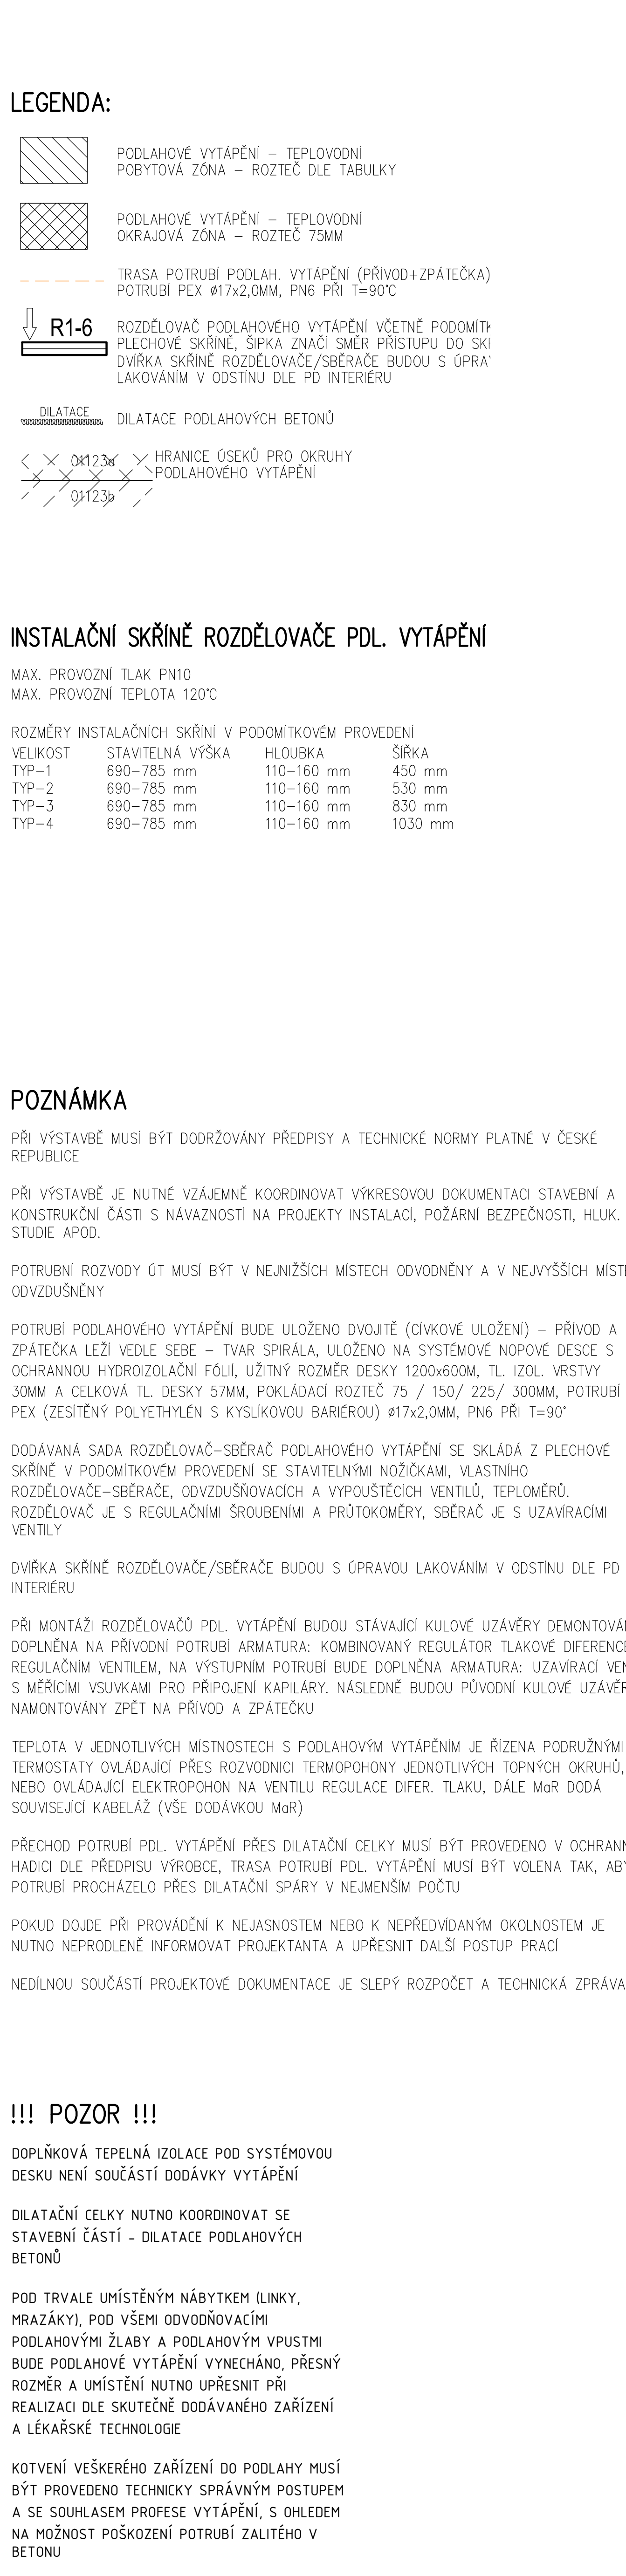 LEGENDA:
PODLAHOVÉ VYTÁPĚNÍ – TEPLOVODNÍ
POBYTOVÁ ZÓNA – ROZTEČ DLE TABULKY
PODLAHOVÉ VYTÁPĚNÍ – TEPLOVODNÍ
OKRAJOVÁ ZÓNA – ROZTEČ 75MM
TRASA POTRUBÍ PODLAH. VYTÁPĚNÍ (PŘÍVOD+ZPÁTEČKA)
POTRUBÍ PEX ø17x2,0MM, PN6 PŘI T=90°C
R1-6
ROZDĚLOVAČ PODLAHOVÉHO VYTÁPĚNÍ VČETNĚ PODOMÍTK
PLECHOVÉ SKŘÍNĚ, ŠIPKA ZNAČÍ SMĚR PŘÍSTUPU DO SKŘ
DVÍŘKA SKŘÍNĚ ROZDĚLOVAČE/SBĚRAČE BUDOU S ÚPRAV
LAKOVÁNÍM V ODSTÍNU DLE PD INTERIÉRU
DILATACE
DILATACE PODLAHOVÝCH BETONŮ
01123a
HRANICE ÚSEKŮ PRO OKRUHY
PODLAHOVÉHO VYTÁPĚNÍ
01123b
INSTALAČNÍ SKŘÍNĚ ROZDĚLOVAČE PDL. VYTÁPĚNÍ
MAX. PROVOZNÍ TLAK PN10
MAX. PROVOZNÍ TEPLOTA 120°C
ROZMĚRY INSTALAČNÍCH SKŘÍNÍ V PODOMÍTKOVÉM PROVEDENÍ
VELIKOST STAVITELNÁ VÝŠKA HLOUBKA ŠÍŘKA
TYP–1 690–785 mm 110–160 mm 450 mm
TYP–2 690–785 mm 110–160 mm 530 mm
TYP–3 690–785 mm 110–160 mm 830 mm
TYP–4 690–785 mm 110–160 mm 1030 mm
POZNÁMKA
PŘI VÝSTAVBĚ MUSÍ BÝT DODRŽOVÁNY PŘEDPISY A TECHNICKÉ NORMY PLATNÉ V ČESKÉ
REPUBLICE
PŘI VÝSTAVBĚ JE NUTNÉ VZÁJEMNĚ KOORDINOVAT VÝKRESOVOU DOKUMENTACI STAVEBNÍ A
KONSTRUKČNÍ ČÁSTI S NÁVAZNOSTÍ NA PROJEKTY INSTALACÍ, POŽÁRNÍ BEZPEČNOSTI, HLUK.
STUDIE APOD.
POTRUBNÍ ROZVODY ÚT MUSÍ BÝT V NEJNIŽŠÍCH MÍSTECH ODVODNĚNY A V NEJVYŠŠÍCH MÍSTE
ODVZDUŠNĚNY
POTRUBÍ PODLAHOVÉHO VYTÁPĚNÍ BUDE ULOŽENO DVOJITĚ (CÍVKOVÉ ULOŽENÍ) – PŘÍVOD A
ZPÁTEČKA LEŽÍ VEDLE SEBE – TVAR SPIRÁLA, ULOŽENO NA SYSTÉMOVÉ NOPOVÉ DESCE S
OCHRANNOU HYDROIZOLAČNÍ FÓLIÍ, UŽITNÝ ROZMĚR DESKY 1200x600M, TL. IZOL. VRSTVY
30MM A CELKOVÁ TL. DESKY 57MM, POKLÁDACÍ ROZTEČ 75 / 150/ 225/ 300MM, POTRUBÍ
PEX (ZESÍTĚNÝ POLYETHYLÉN S KYSLÍKOVOU BARIÉROU) ø17x2,0MM, PN6 PŘI T=90°
DODÁVANÁ SADA ROZDĚLOVAČ–SBĚRAČ PODLAHOVÉHO VYTÁPĚNÍ SE SKLÁDÁ Z PLECHOVÉ
SKŘÍNĚ V PODOMÍTKOVÉM PROVEDENÍ SE STAVITELNÝMI NOŽIČKAMI, VLASTNÍHO
ROZDĚLOVAČE–SBĚRAČE, ODVZDUŠŇOVACÍCH A VYPOUŠTĚCÍCH VENTILŮ, TEPLOMĚRŮ.
ROZDĚLOVAČ JE S REGULAČNÍMI ŠROUBENÍMI A PRŮTOKOMĚRY, SBĚRAČ JE S UZAVÍRACÍMI
VENTILY
DVÍŘKA SKŘÍNĚ ROZDĚLOVAČE/SBĚRAČE BUDOU S ÚPRAVOU LAKOVÁNÍM V ODSTÍNU DLE PD
INTERIÉRU
PŘI MONTÁŽI ROZDĚLOVAČŮ PDL. VYTÁPĚNÍ BUDOU STÁVAJÍCÍ KULOVÉ UZÁVĚRY DEMONTOVÁN
DOPLNĚNA NA PŘÍVODNÍ POTRUBÍ ARMATURA: KOMBINOVANÝ REGULÁTOR TLAKOVÉ DIFERENCE
REGULAČNÍM VENTILEM, NA VÝSTUPNÍM POTRUBÍ BUDE DOPLNĚNA ARMATURA: UZAVÍRACÍ VEN
S MĚŘÍCÍMI VSUVKAMI PRO PŘIPOJENÍ KAPILÁRY. NÁSLEDNĚ BUDOU PŮVODNÍ KULOVÉ UZÁVĚR
NAMONTOVÁNY ZPĚT NA PŘÍVOD A ZPÁTEČKU
TEPLOTA V JEDNOTLIVÝCH MÍSTNOSTECH S PODLAHOVÝM VYTÁPĚNÍM JE ŘÍZENA PODRUŽNÝMI
TERMOSTATY OVLÁDAJÍCÍ PŘES ROZVODNICI TERMOPOHONY JEDNOTLIVÝCH TOPNÝCH OKRUHŮ,
NEBO OVLÁDAJÍCÍ ELEKTROPOHON NA VENTILU REGULACE DIFER. TLAKU, DÁLE MaR DODÁ
SOUVISEJÍCÍ KABELÁŽ (VŠE DODÁVKOU MaR)
PŘECHOD POTRUBÍ PDL. VYTÁPĚNÍ PŘES DILATAČNÍ CELKY MUSÍ BÝT PROVEDENO V OCHRANN
HADICI DLE PŘEDPISU VÝROBCE, TRASA POTRUBÍ PDL. VYTÁPĚNÍ MUSÍ BÝT VOLENA TAK, ABY
POTRUBÍ PROCHÁZELO PŘES DILATAČNÍ SPÁRY V NEJMENŠÍM POČTU
POKUD DOJDE PŘI PROVÁDĚNÍ K NEJASNOSTEM NEBO K NEPŘEDVÍDANÝM OKOLNOSTEM JE
NUTNO NEPRODLENĚ INFORMOVAT PROJEKTANTA A UPŘESNIT DALŠÍ POSTUP PRACÍ
NEDÍLNOU SOUČÁSTÍ PROJEKTOVÉ DOKUMENTACE JE SLEPÝ ROZPOČET A TECHNICKÁ ZPRÁVA
!!! POZOR !!!
DOPLŇKOVÁ TEPELNÁ IZOLACE POD SYSTÉMOVOU
DESKU NENÍ SOUČÁSTÍ DODÁVKY VYTÁPĚNÍ
DILATAČNÍ CELKY NUTNO KOORDINOVAT SE
STAVEBNÍ ČÁSTÍ - DILATACE PODLAHOVÝCH
BETONŮ
POD TRVALE UMÍSTĚNÝM NÁBYTKEM (LINKY,
MRAZÁKY), POD VŠEMI ODVODŇOVACÍMI
PODLAHOVÝMI ŽLABY A PODLAHOVÝM VPUSTMI
BUDE PODLAHOVÉ VYTÁPĚNÍ VYNECHÁNO, PŘESNÝ
ROZMĚR A UMÍSTĚNÍ NUTNO UPŘESNIT PŘI
REALIZACI DLE SKUTEČNĚ DODÁVANÉHO ZAŘÍZENÍ
A LÉKAŘSKÉ TECHNOLOGIE
KOTVENÍ VEŠKERÉHO ZAŘÍZENÍ DO PODLAHY MUSÍ
BÝT PROVEDENO TECHNICKY SPRÁVNÝM POSTUPEM
A SE SOUHLASEM PROFESE VYTÁPĚNÍ, S OHLEDEM
NA MOŽNOST POŠKOZENÍ POTRUBÍ ZALITÉHO V
BETONU